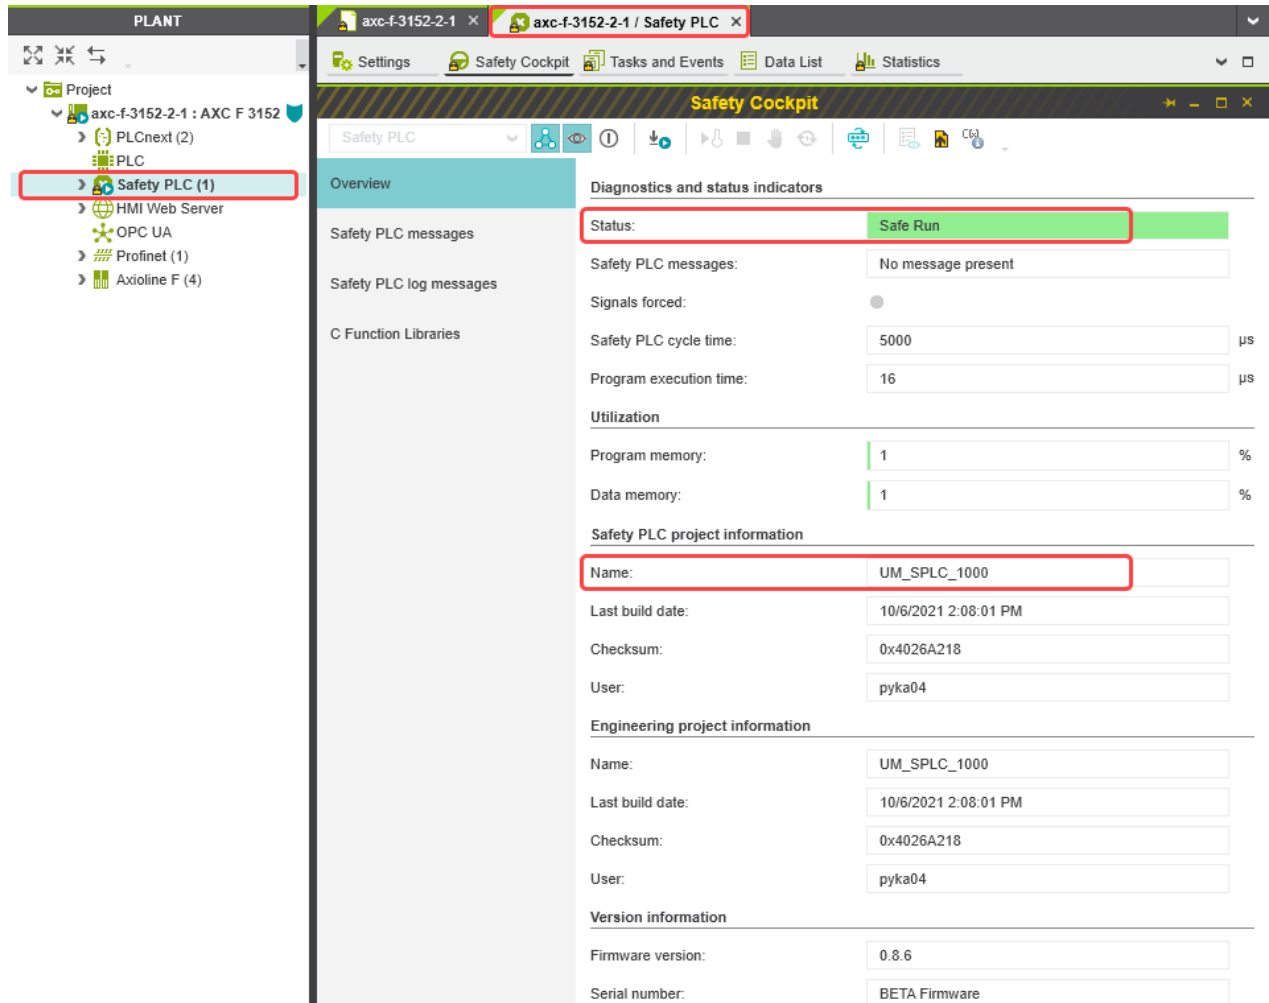 PLANT
axc-f-3152-2-1
axc-f-3152-2-1 / Safety PLC
Settings
Safety Cockpit
Tasks and Events
Data List
Statistics
Project
axc-f-3152-2-1 : AXC F 3152
PLCnext (2)
PLC
Safety PLC (1)
HMI Web Server
OPC UA
Profinet (1)
Axioline F (4)
Safety Cockpit
Safety PLC
Overview
Safety PLC messages
Safety PLC log messages
C Function Libraries
Diagnostics and status indicators
Status: Safe Run
Safety PLC messages: No message present
Signals forced:
Safety PLC cycle time: 5000 µs
Program execution time: 16 µs
Utilization
Program memory: 1 %
Data memory: 1 %
Safety PLC project information
Name: UM_SPLC_1000
Last build date: 10/6/2021 2:08:01 PM
Checksum: 0x4026A218
User: pyka04
Engineering project information
Name: UM_SPLC_1000
Last build date: 10/6/2021 2:08:01 PM
Checksum: 0x4026A218
User: pyka04
Version information
Firmware version: 0.8.6
Serial number: BETA Firmware